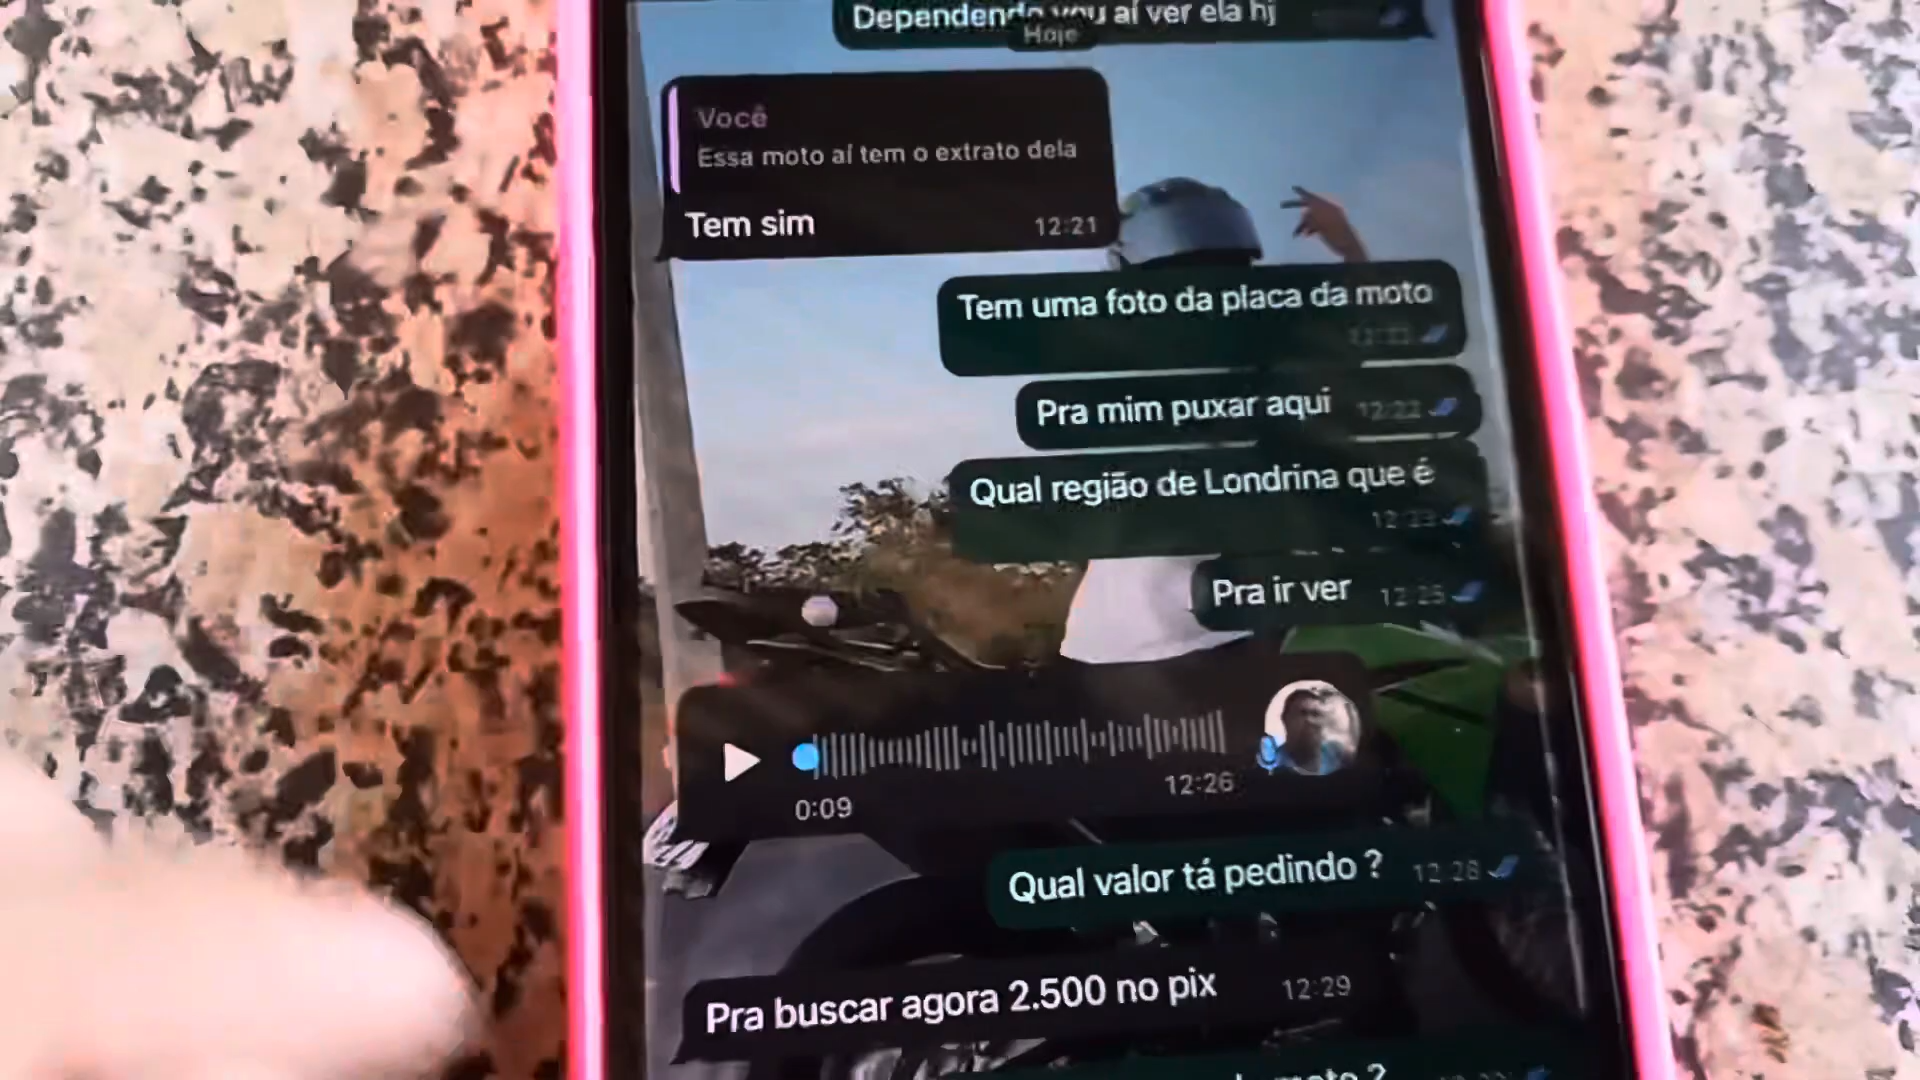 Dependendo vou aí ver ela hj
Hoje
Você
Essa moto aí tem o extrato dela
Tem sim 12:21
Tem uma foto da placa da moto
Pra mim puxar aqui 12:22
Qual região de Londrina que é
12:23
Pra ir ver 12:25
0:09 12:26
Qual valor tá pedindo ? 12:28
Pra buscar agora 2.500 no pix 12:29
moto ?